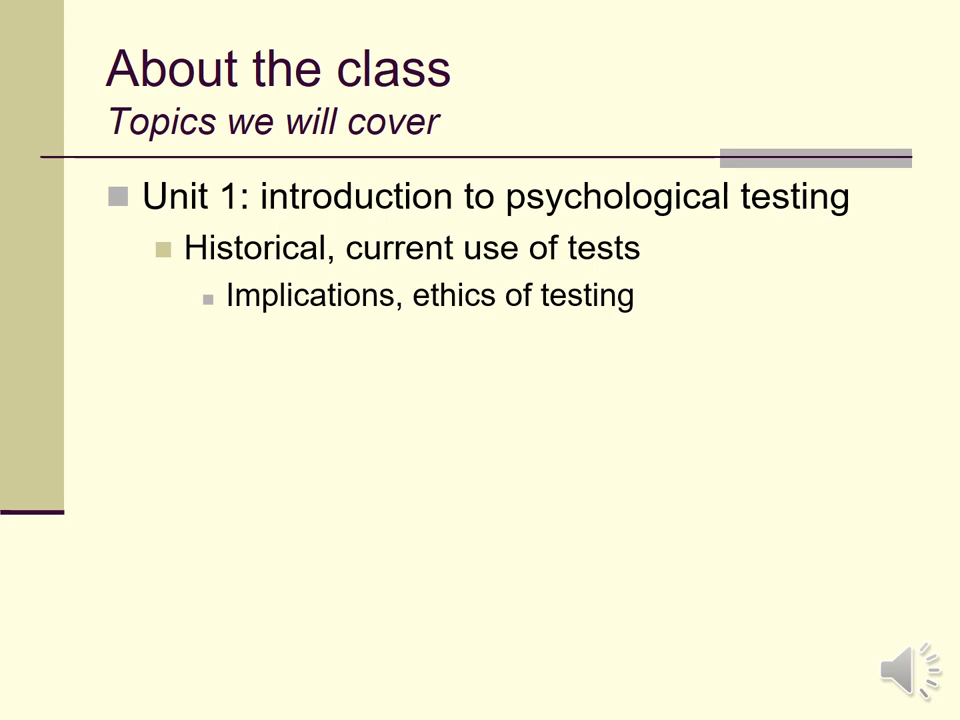 About the class
Topics we will cover
Unit 1: introduction to psychological testing
Historical, current use of tests
Implications, ethics of testing